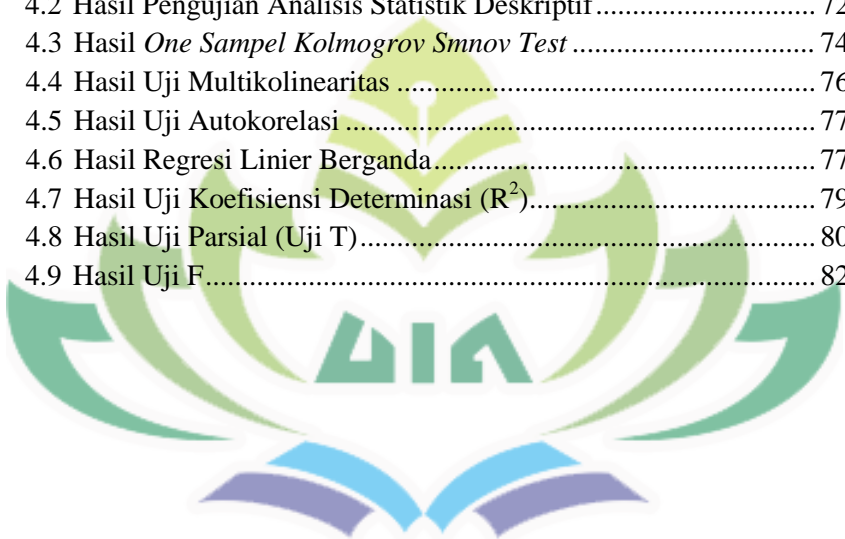 4.2 Hasil Pengujian Analisis Statistik Deskriptif.............................. 72
4.3 Hasil One Sampel Kolmogrov Smnov Test................................. 74
4.4 Hasil Uji Multikolinearitas ......................................................... 76
4.5 Hasil Uji Autokorelasi ................................................................ 77
4.6 Hasil Regresi Linier Berganda.................................................... 77
4.7 Hasil Uji Koefisiensi Determinasi (R²)....................................... 79
4.8 Hasil Uji Parsial (Uji T).............................................................. 80
4.9 Hasil Uji F................................................................................... 82
UIN